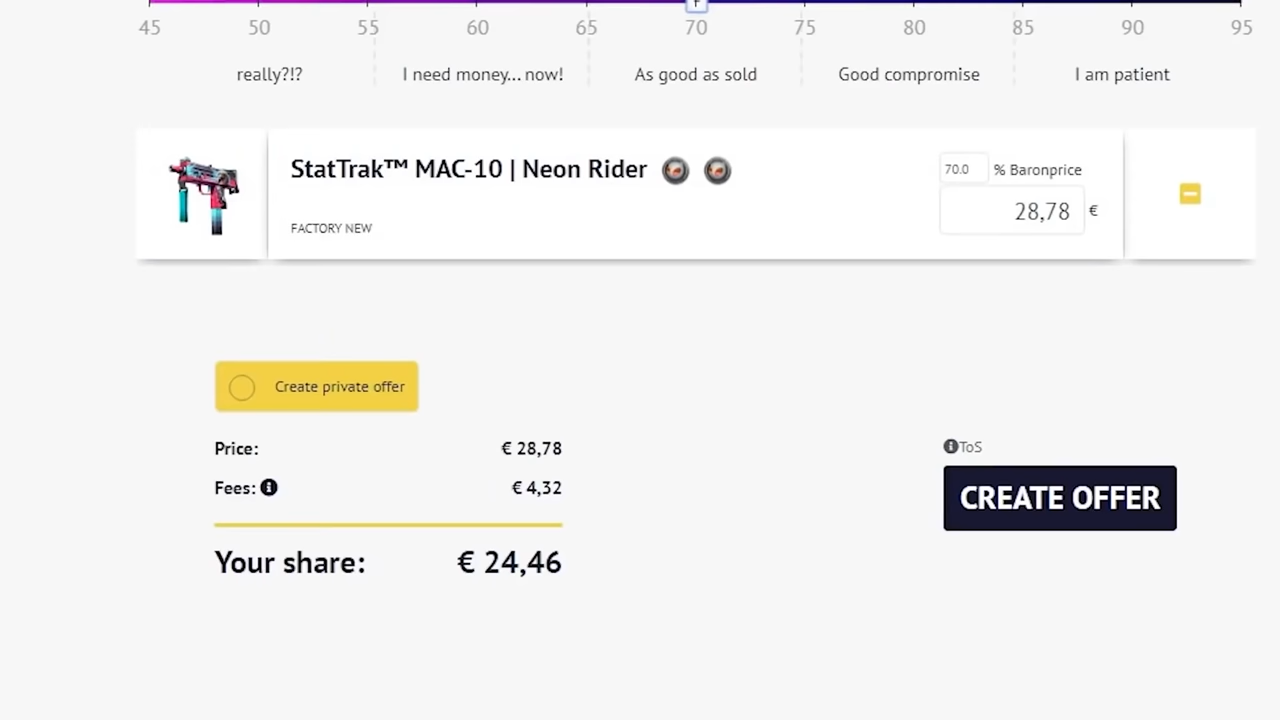 45 50 55 60 65 70 75 80 85 90 95
really?!? I need money... now! As good as sold Good compromise I am patient
StatTrak™ MAC-10 | Neon Rider
70.0 % Baronprice
28,78 €
FACTORY NEW
Create private offer
Price: € 28,78
ToS
Fees: € 4,32
CREATE OFFER
Your share: € 24,46